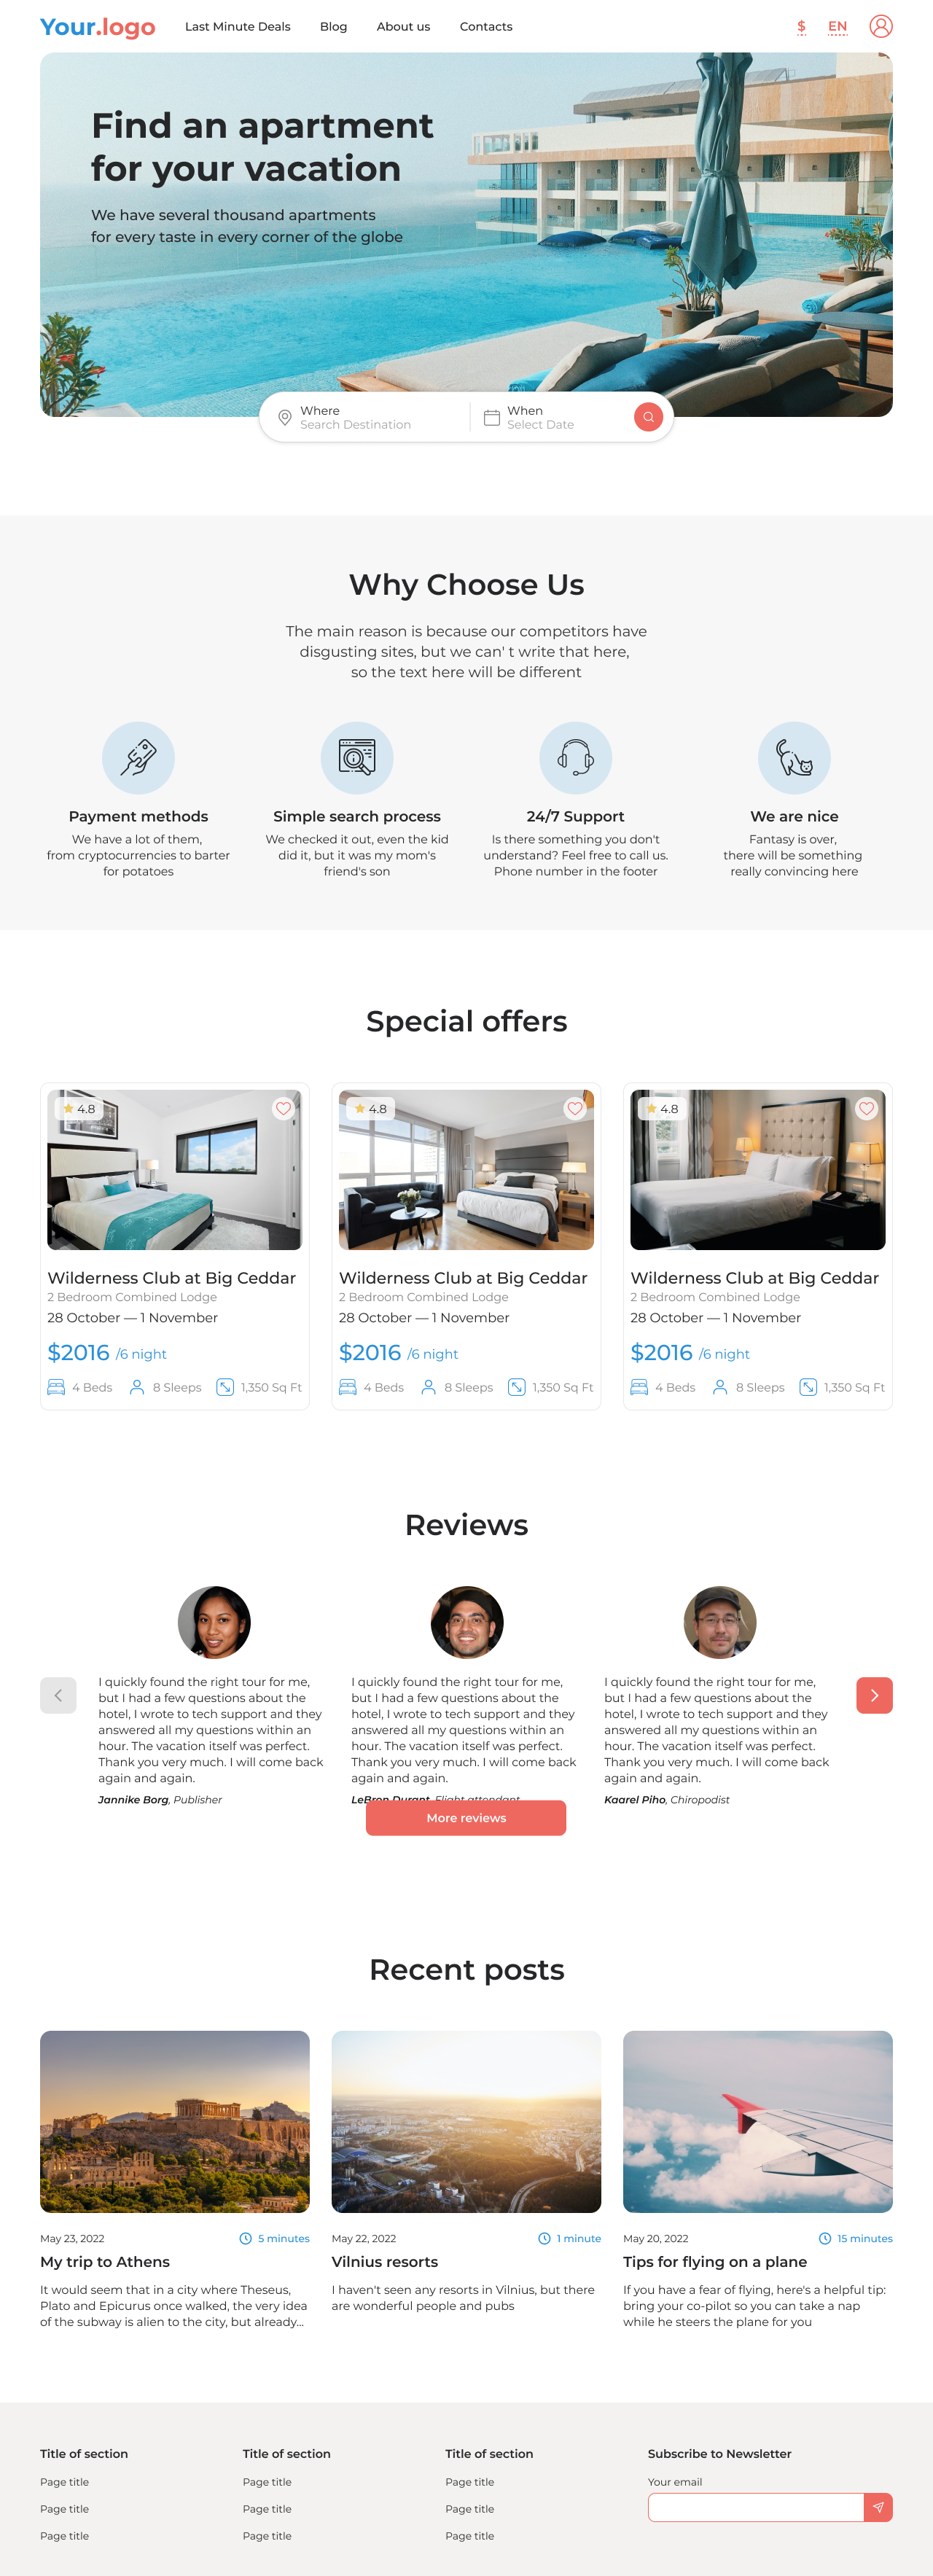 Your.logo
Last Minute Deals
Blog
About us
Contacts
$
EN
Find an apartment
for your vacation
We have several thousand apartments
for every taste in every corner of the globe
Where
Search Destination
When
Select Date
Why Choose Us
The main reason is because our competitors have
disgusting sites, but we can' t write that here,
so the text here will be different
Payment methods
We have a lot of them,
from cryptocurrencies to barter
for potatoes
Simple search process
We checked it out, even the kid
did it, but it was my mom's
friend's son
24/7 Support
Is there something you don't
understand? Feel free to call us.
Phone number in the footer
We are nice
Fantasy is over,
there will be something
really convincing here
Special offers
4.8
Wilderness Club at Big Ceddar
2 Bedroom Combined Lodge
28 October — 1 November
$2016 /6 night
4 Beds
8 Sleeps
1,350 Sq Ft
4.8
Wilderness Club at Big Ceddar
2 Bedroom Combined Lodge
28 October — 1 November
$2016 /6 night
4 Beds
8 Sleeps
1,350 Sq Ft
4.8
Wilderness Club at Big Ceddar
2 Bedroom Combined Lodge
28 October — 1 November
$2016 /6 night
4 Beds
8 Sleeps
1,350 Sq Ft
Reviews
I quickly found the right tour for me,
but I had a few questions about the
hotel, I wrote to tech support and they
answered all my questions within an
hour. The vacation itself was perfect.
Thank you very much. I will come back
again and again.
Jannike Borg, Publisher
I quickly found the right tour for me,
but I had a few questions about the
hotel, I wrote to tech support and they
answered all my questions within an
hour. The vacation itself was perfect.
Thank you very much. I will come back
again and again.
LeBron Durant, Flight attendant
I quickly found the right tour for me,
but I had a few questions about the
hotel, I wrote to tech support and they
answered all my questions within an
hour. The vacation itself was perfect.
Thank you very much. I will come back
again and again.
Kaarel Piho, Chiropodist
More reviews
Recent posts
May 23, 2022
5 minutes
My trip to Athens
It would seem that in a city where Theseus,
Plato and Epicurus once walked, the very idea
of the subway is alien to the city, but already...
May 22, 2022
1 minute
Vilnius resorts
I haven't seen any resorts in Vilnius, but there
are wonderful people and pubs
May 20, 2022
15 minutes
Tips for flying on a plane
If you have a fear of flying, here's a helpful tip:
bring your co-pilot so you can take a nap
while he steers the plane for you
Title of section
Page title
Page title
Page title
Title of section
Page title
Page title
Page title
Title of section
Page title
Page title
Page title
Subscribe to Newsletter
Your email